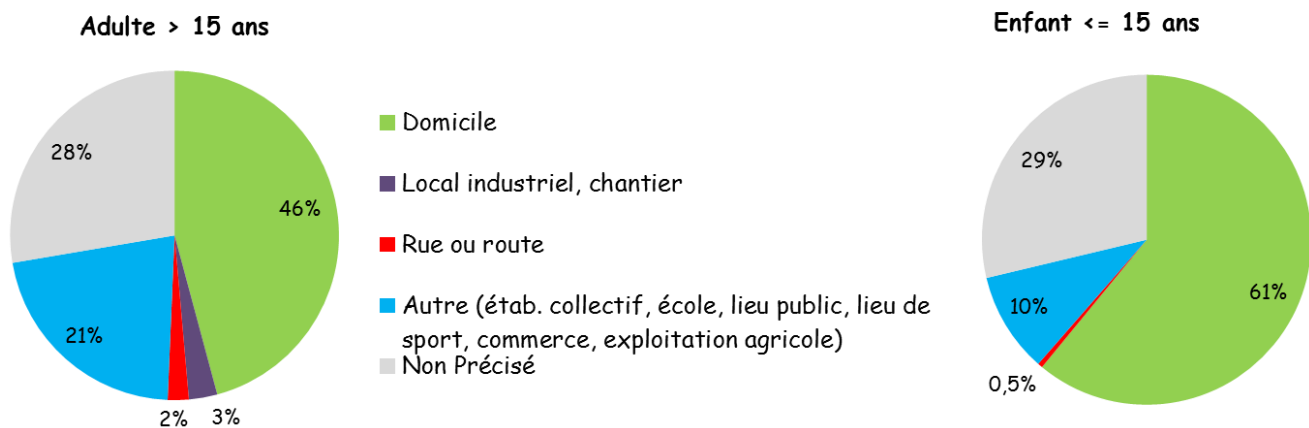 Adulte > 15 ans
28%
46%
21%
2%
3%
Domicile
Local industriel, chantier
Rue ou route
Autre (étab. collectif, école, lieu public, lieu de
sport, commerce, exploitation agricole)
Non Précisé
Enfant <= 15 ans
29%
61%
10%
0,5%